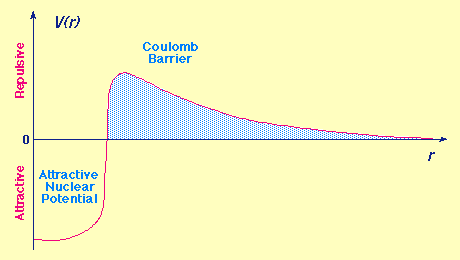 V(r)
Repulsive
Coulomb
Barrier
0
r
Attractive
Attractive
Nuclear
Potential